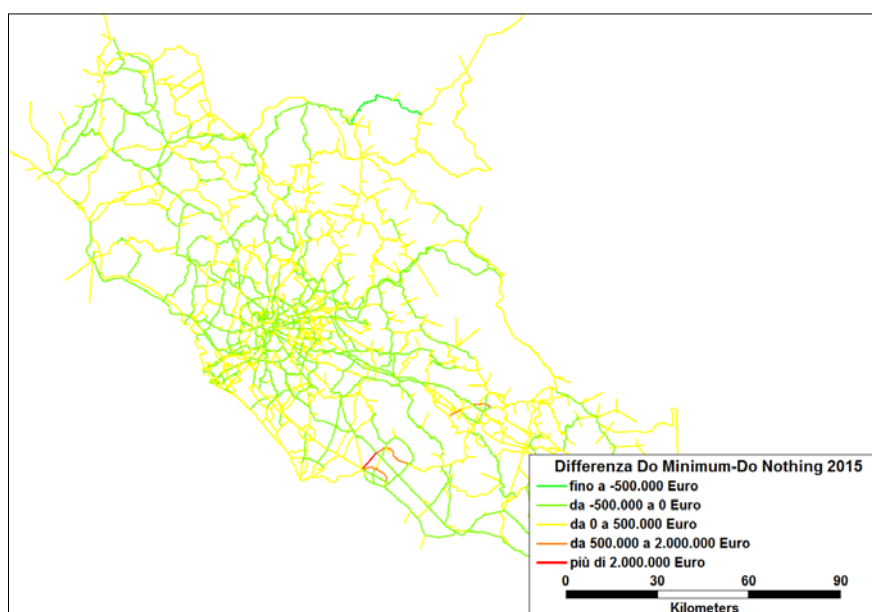 Differenza Do Minimum-Do Nothing 2015
fino a -500.000 Euro
da -500.000 a 0 Euro
da 0 a 500.000 Euro
da 500.000 a 2.000.000 Euro
più di 2.000.000 Euro
0 30 60 90
Kilometers